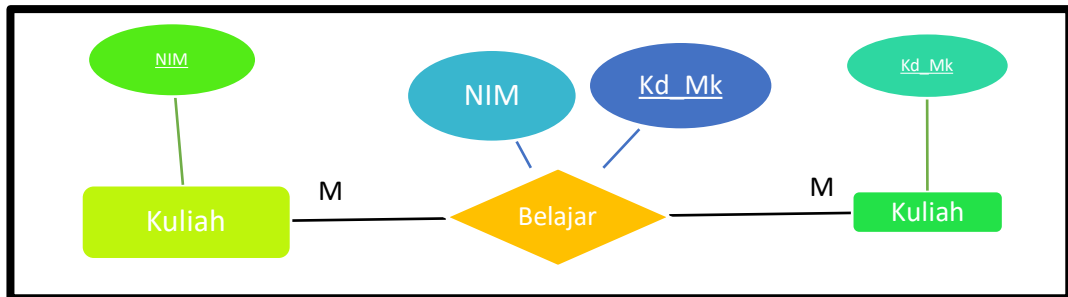 NIM
NIM
Kd_Mk
Kd_Mk
Kuliah
M
Belajar
M
Kuliah